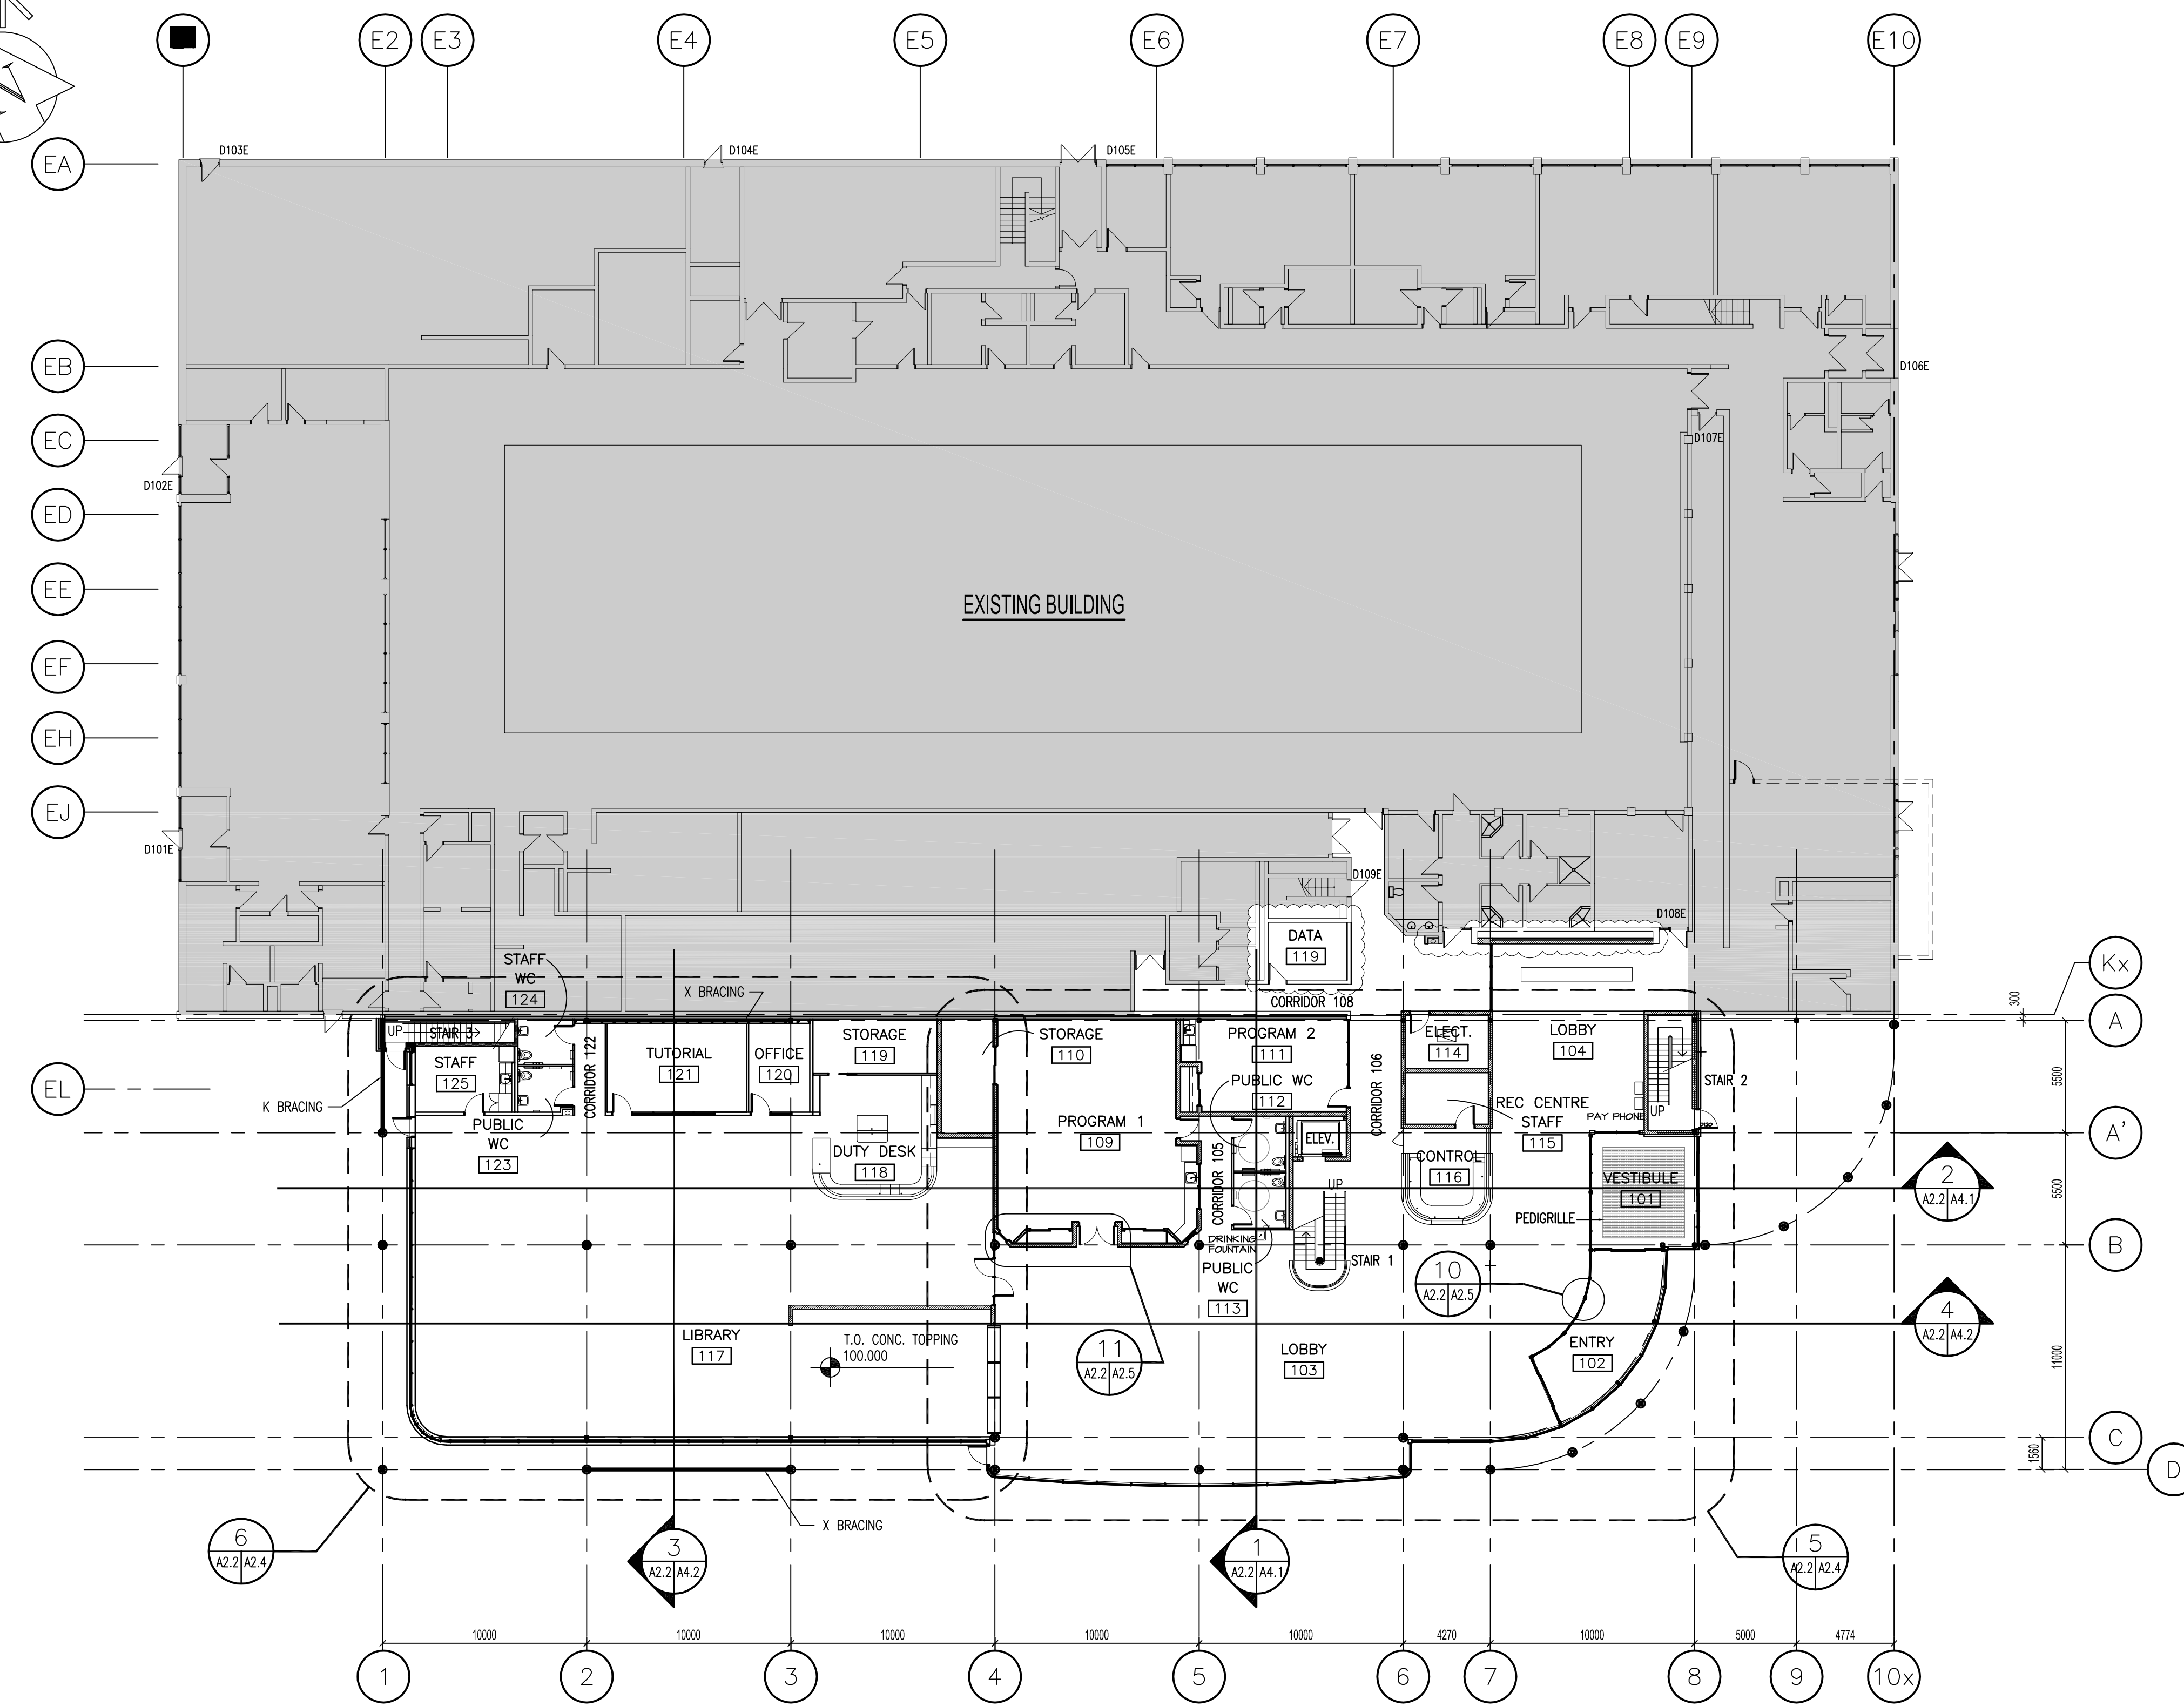 E2 E3 E4 E5 E6 E7 E8 E9 E10
N
EA
D103E D104E D105E
EB
D106E
EC
D107E
D102E
ED
EE
EXISTING BUILDING
EF
EH
EJ
D101E
D109E
D108E
DATA
119
STAFF
WC
124
X BRACING
CORRIDOR 108
Kx
300
A
UP
STAIR 3
STORAGE
119
STORAGE
110
PROGRAM 2
111
ELECT.
114
LOBBY
104
TUTORIAL
121
OFFICE
120
STAFF
125
CORRIDOR 122
CORRIDOR 106
PUBLIC WC
112
STAIR 2
5500
EL
K BRACING
REC CENTRE
STAFF
115
PAY PHONE
UP
PUBLIC
WC
123
PROGRAM 1
109
ELEV.
A'
DUTY DESK
118
CONTROL
116
CORRIDOR 105
UP
VESTIBULE
101
2
A2.2 A4.1
5500
PEDIGRILLE
DRINKING
FOUNTAIN
B
STAIR 1
PUBLIC
WC
113
10
A2.2 A2.5
4
A2.2 A4.2
LIBRARY
117
T.O. CONC. TOPPING
100.000
11
A2.2 A2.5
LOBBY
103
ENTRY
102
11000
C
1560
D
X BRACING
6
A2.2 A2.4
3
A2.2 A4.2
1
A2.2 A4.1
5
A2.2 A2.4
10000 10000 10000 10000 10000 4270 10000 5000 4774
1 2 3 4 5 6 7 8 9 10x